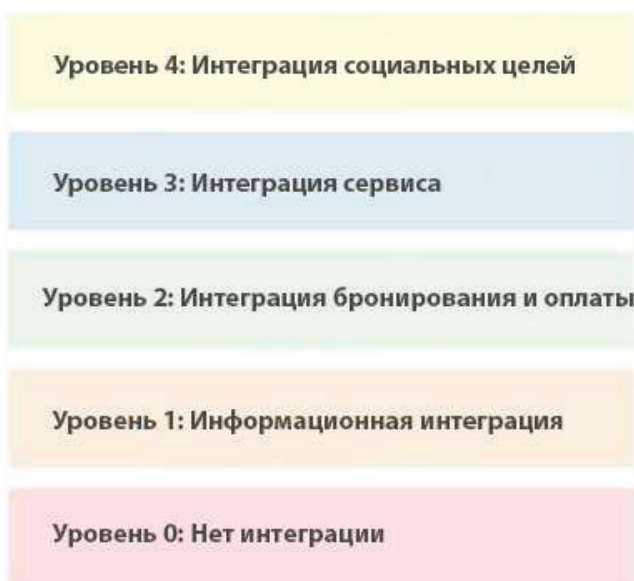 Уровень 4: Интеграция социальных целей
Уровень 3: Интеграция сервиса
Уровень 2: Интеграция бронирования и оплаты
Уровень 1: Информационная интеграция
Уровень 0: Нет интеграции